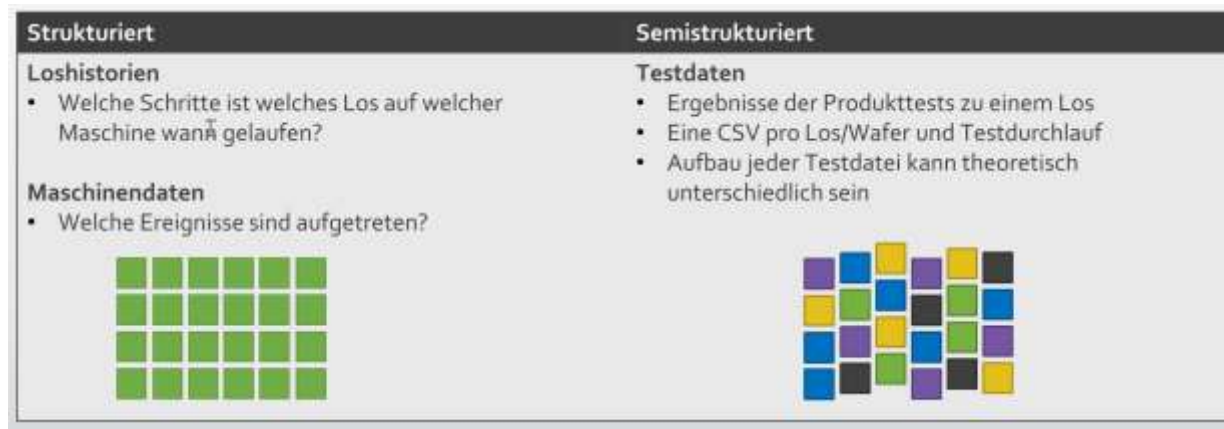 Strukturiert
Loshistorien
• Welche Schritte ist welches Los auf welcher
Maschine wann gelaufen?
Maschinendaten
• Welche Ereignisse sind aufgetreten?
Semistrukturiert
Testdaten
• Ergebnisse der Produkttests zu einem Los
• Eine CSV pro Los/Wafer und Testdurchlauf
• Aufbau jeder Testdatei kann theoretisch
unterschiedlich sein